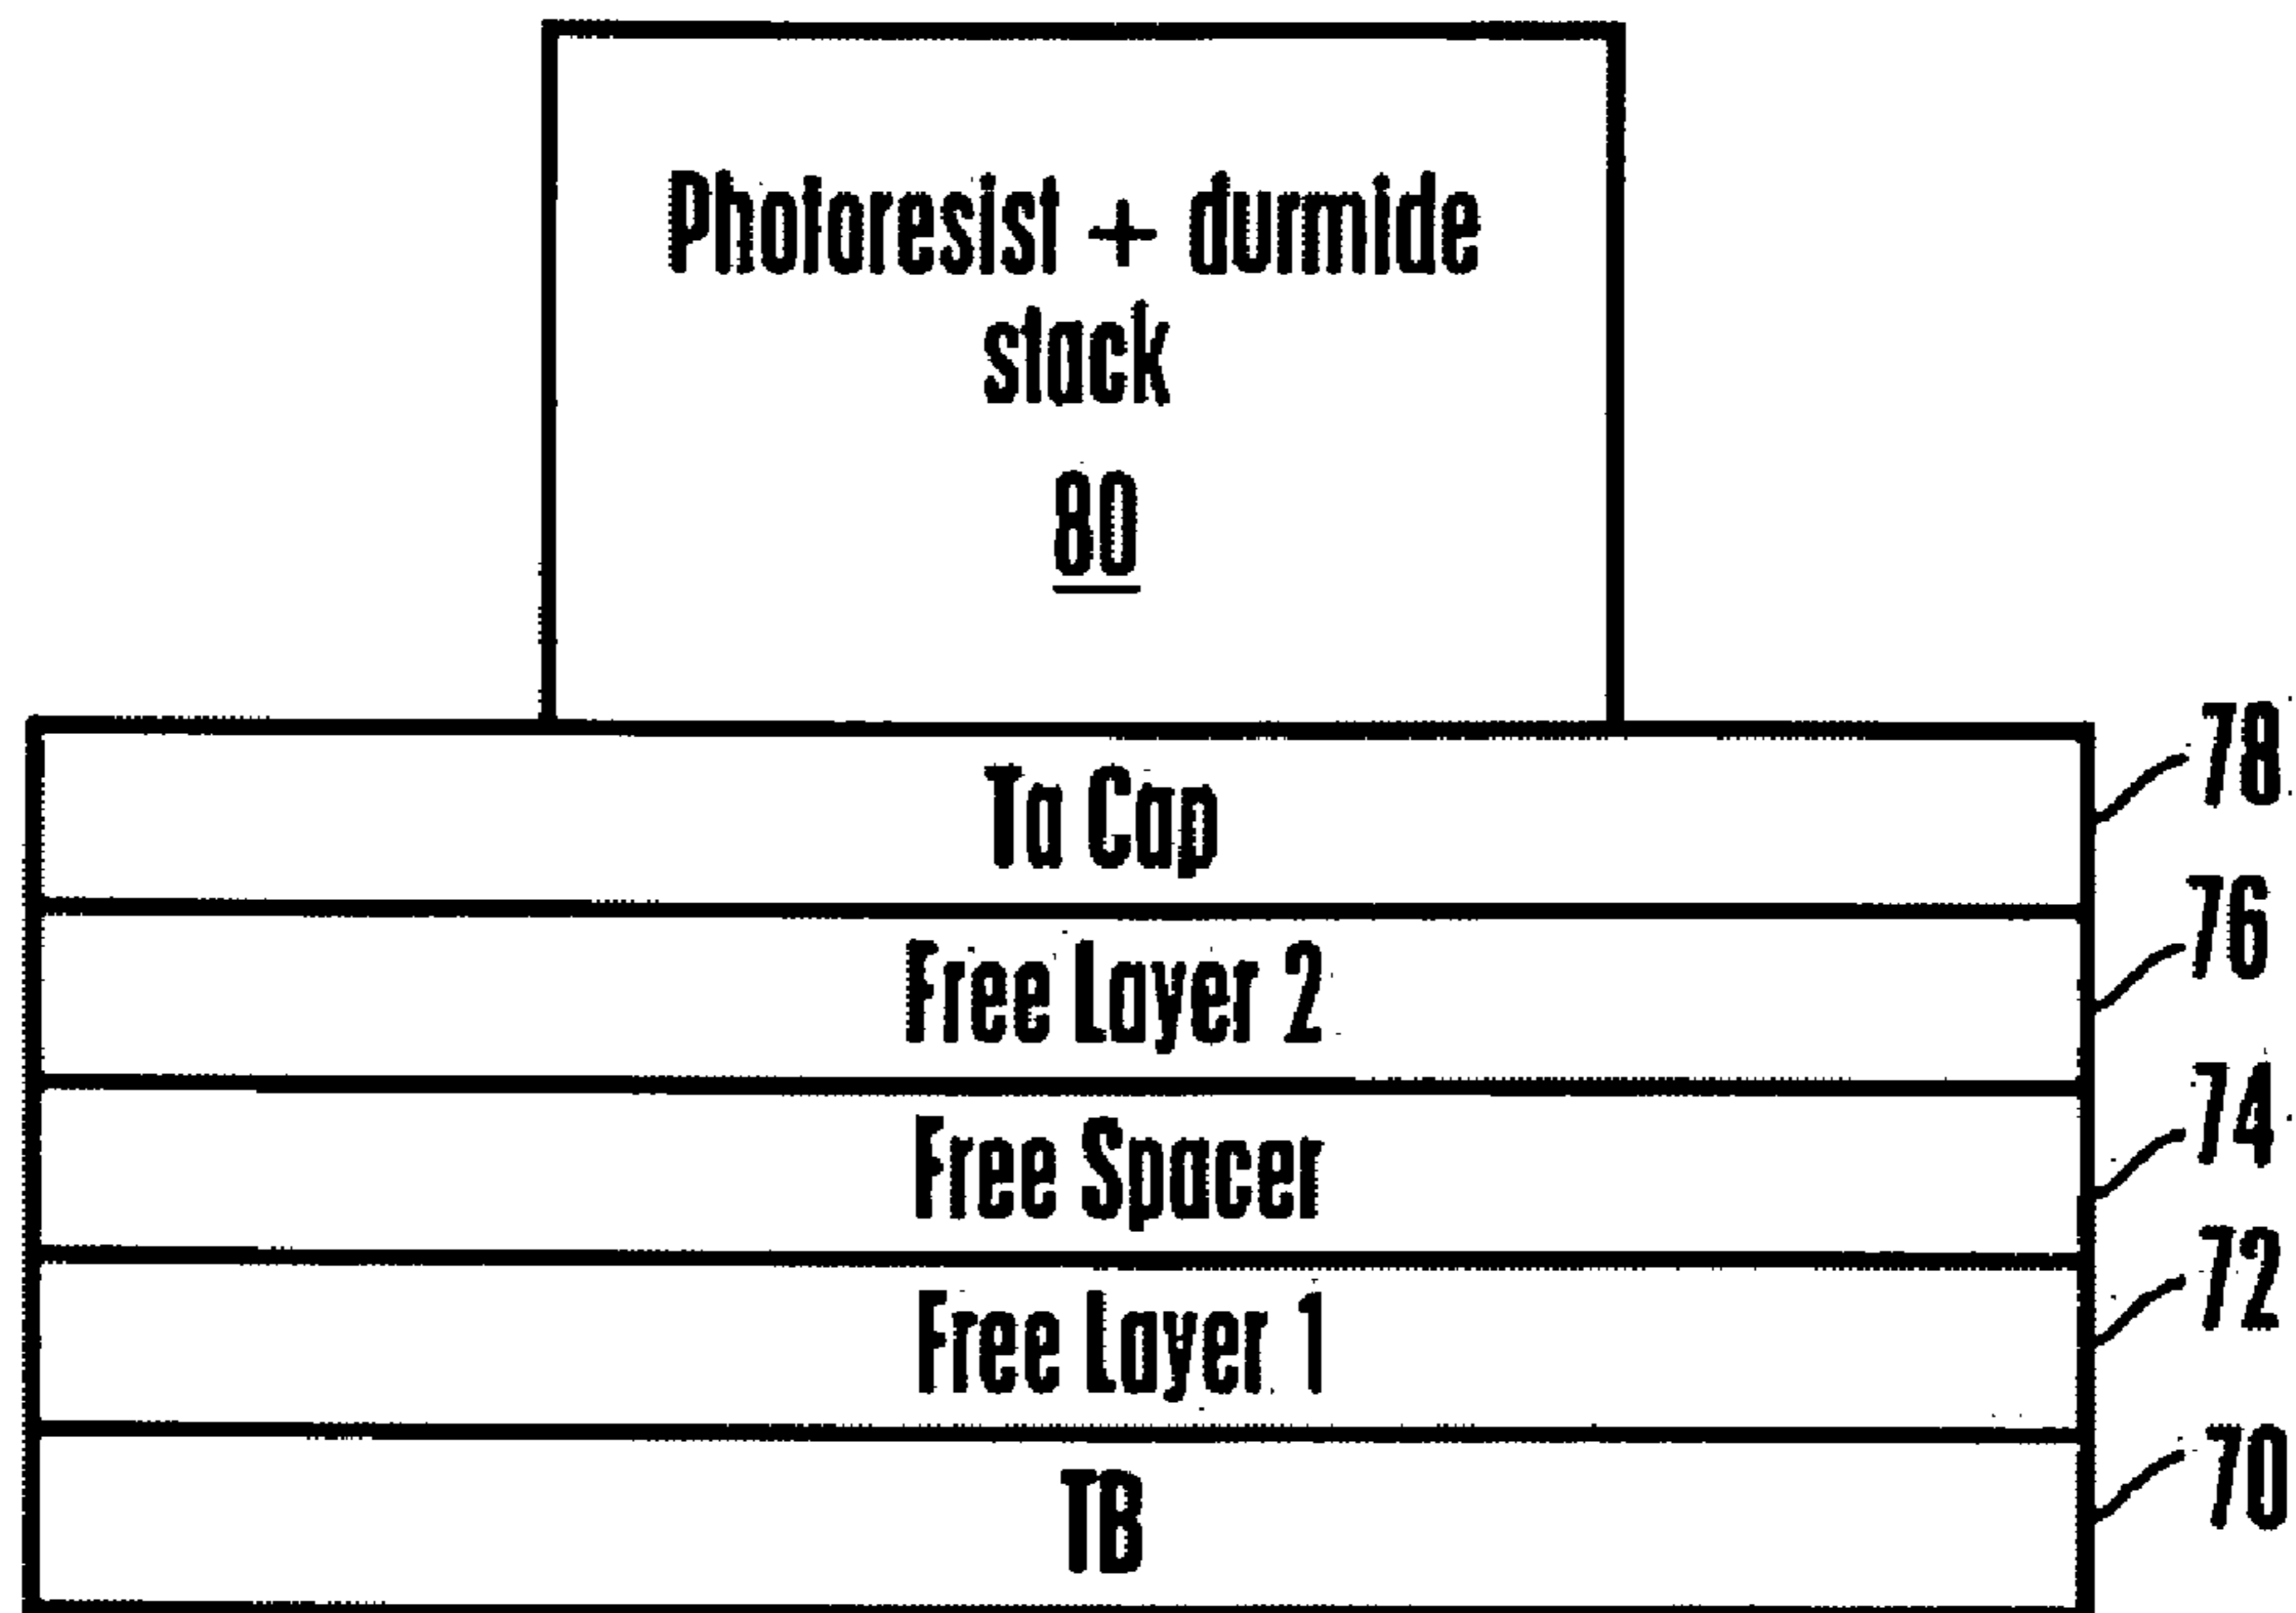 Photoresist + durmide
stack
80
Ta Cap
78
Free Layer 2
76
Free Spacer
74
Free Layer 1
72
TB
70